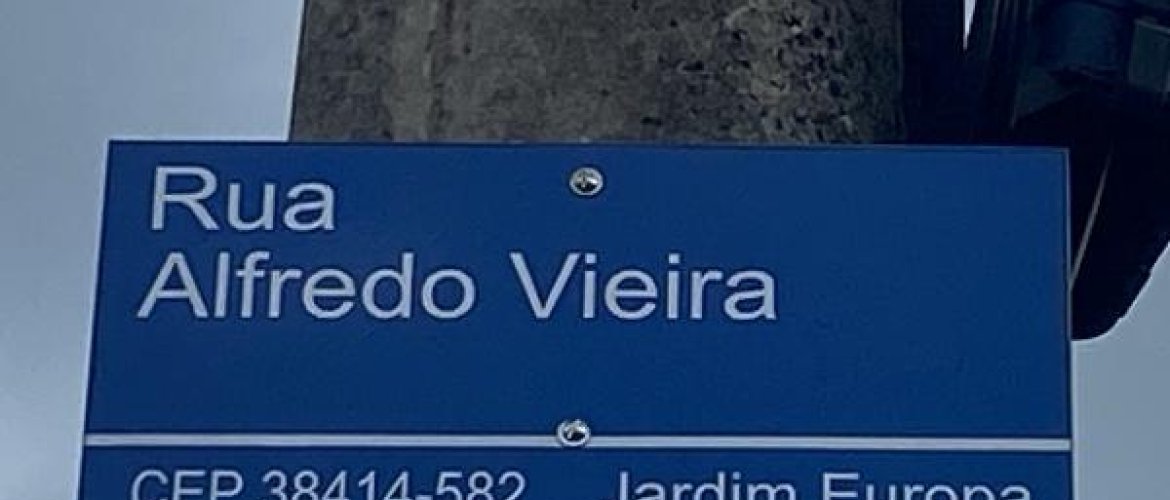 Rua
Alfredo Vieira
CEP 38414-582 Jardim Europa